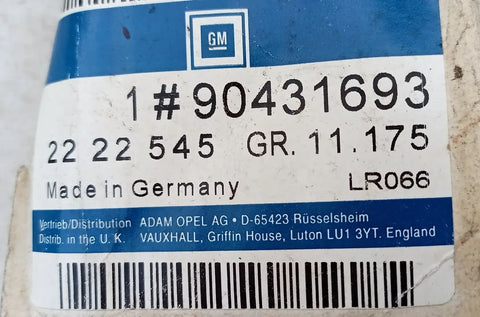 GM
1#90431693
22 22 545 GR. 11.175
Made in Germany LR066
Vertrieb/Distribution ADAM OPEL AG • D-65423 Rüsselsheim
Distrib. in the U. K. VAUXHALL, Griffin House, Luton LU1 3YT. England